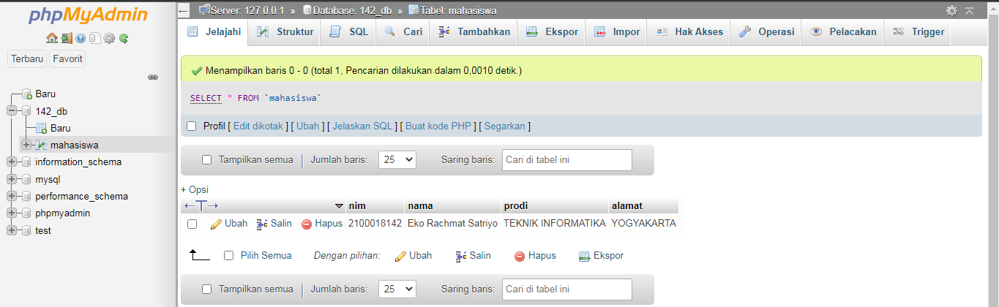 phpMyAdmin
Terbaru Favorit
Baru
142_db
Baru
mahasiswa
information_schema
mysql
performance_schema
phpmyadmin
test
Server: 127.0.0.1 » Database: 142_db » Tabel: mahasiswa
Jelajahi Struktur SQL Cari Tambahkan Ekspor Impor Hak Akses Operasi Pelacakan Trigger
Menampilkan baris 0 - 0 (total 1, Pencarian dilakukan dalam 0,0010 detik.)
SELECT * FROM `mahasiswa`
Profil [ Edit dikotak ] [ Ubah ] [ Jelaskan SQL ] [ Buat kode PHP ] [ Segarkan ]
Tampilkan semua | Jumlah baris: 25 Saring baris: Cari di tabel ini
+ Opsi
←T→ nim nama prodi alamat
Ubah Salin Hapus 2100018142 Eko Rachmat Satriyo TEKNIK INFORMATIKA YOGYAKARTA
Pilih Semua Dengan pilihan: Ubah Salin Hapus Ekspor
Tampilkan semua | Jumlah baris: 25 Saring baris: Cari di tabel ini